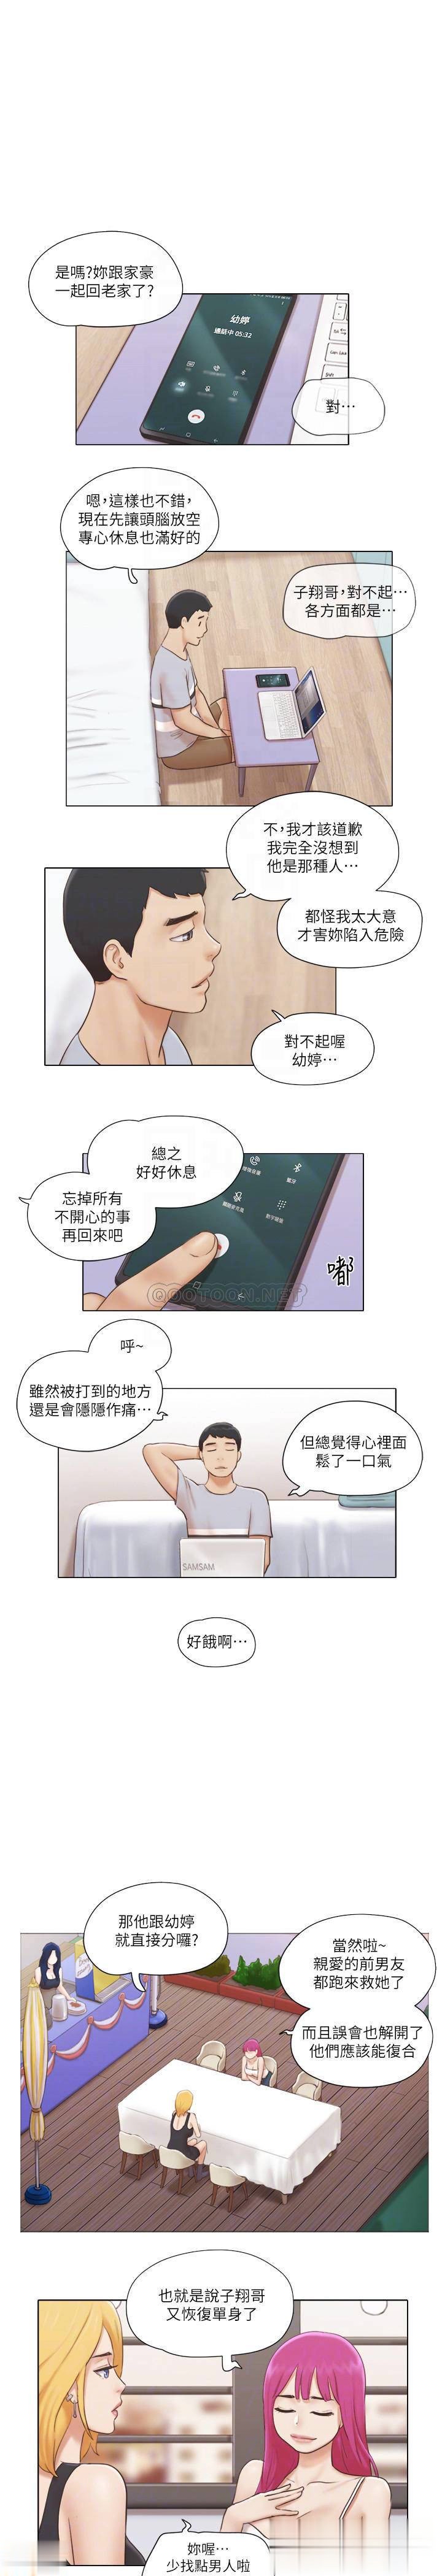 是嗎?妳跟家豪
一起回老家了?
幼婷
通話中 05:32
對…
嗯,這樣也不錯,
現在先讓頭腦放空
專心休息也滿好的
子翔哥,對不起…
各方面都是…
不,我才該道歉
我完全沒想到
他是那種人…
都怪我太大意
才害妳陷入危險
對不起喔
幼婷…
總之
好好休息
忘掉所有
不開心的事
再回來吧
藍牙
嘟
QOOTOON.NET
呼~
雖然被打到的地方
還是會隱隱作痛…
但總覺得心裡面
鬆了一口氣
SAMSAM
好餓啊…
那他跟幼婷
就直接分囉?
當然啦~
親愛的前男友
都跑來救她了
而且誤會也解開了
他們應該能復合
也就是說子翔哥
又恢復單身了
妳喔…
少找點男人啦